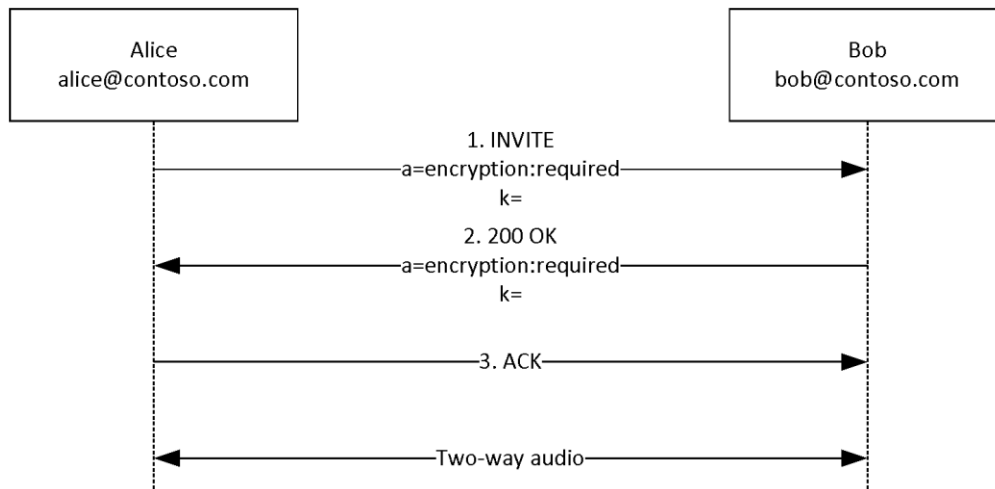 Alice
alice@contoso.com
Bob
bob@contoso.com
1. INVITE
a=encryption:required
k=
2. 200 OK
a=encryption:required
k=
3. ACK
Two-way audio